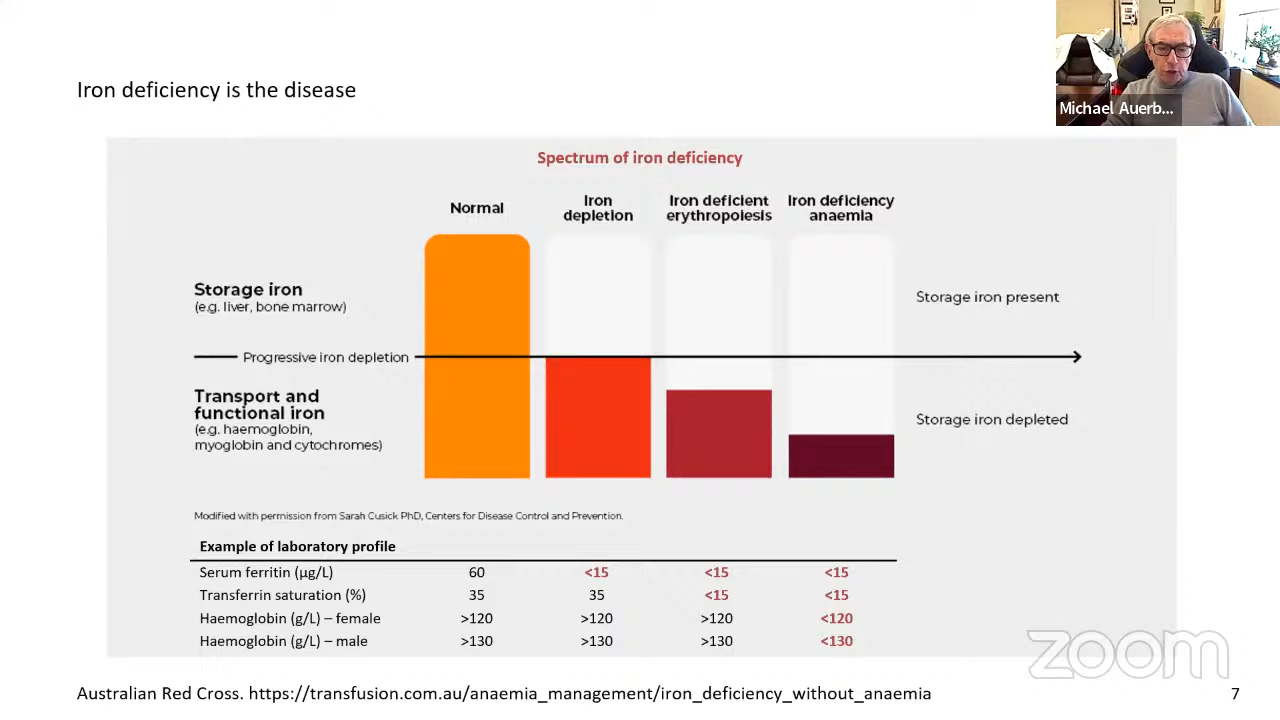 Michael Auerb...
Iron deficiency is the disease
Spectrum of iron deficiency
Normal
Iron
depletion
Iron deficient
erythropoiesis
Iron deficiency
anaemia
Storage iron
(e.g. liver, bone marrow)
Storage iron present
Progressive iron depletion
Transport and
functional iron
(e.g. haemoglobin,
myoglobin and cytochromes)
Storage iron depleted
Modified with permission from Sarah Cusick PhD, Centers for Disease Control and Prevention.
Example of laboratory profile
Serum ferritin (µg/L) 60 <15 <15 <15
Transferrin saturation (%) 35 35 <15 <15
Haemoglobin (g/L) – female >120 >120 >120 <120
Haemoglobin (g/L) – male >130 >130 >130 <130
zoom
Australian Red Cross. https://transfusion.com.au/anaemia_management/iron_deficiency_without_anaemia
7